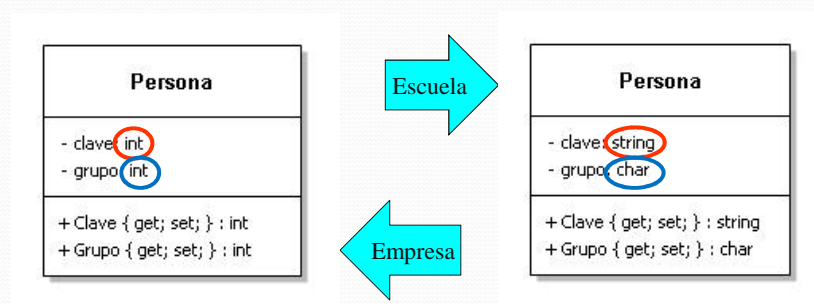 Persona
- clave: int
- grupo: int
+ Clave { get; set; } : int
+ Grupo { get; set; } : int
Escuela
Empresa
Persona
- clave: string
- grupo: char
+ Clave { get; set; } : string
+ Grupo { get; set; } : char